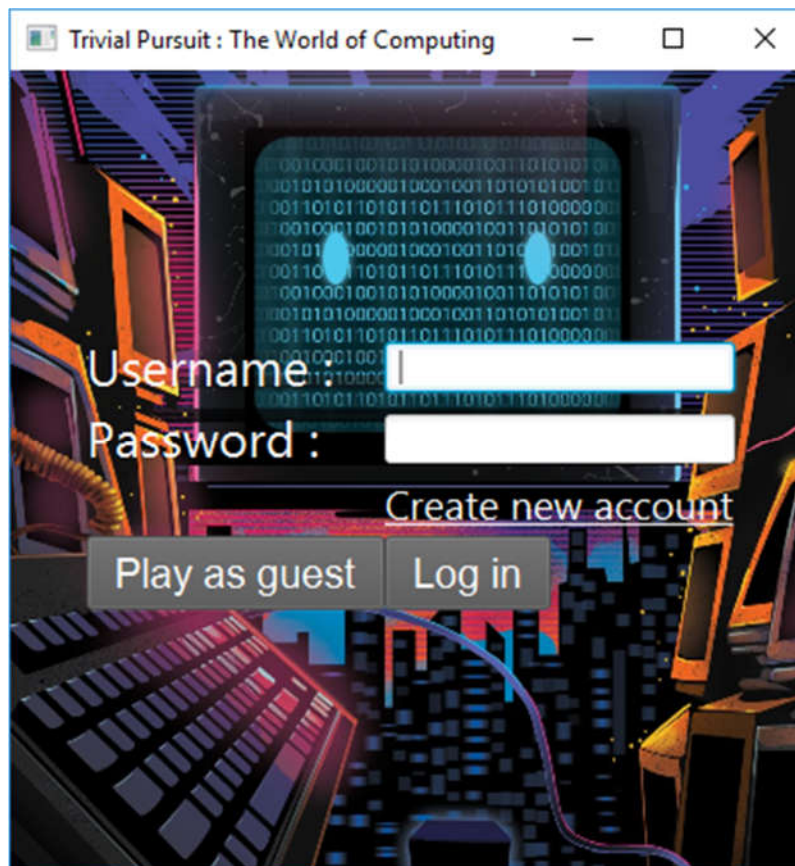 Trivial Pursuit : The World of Computing
Username :
Password :
Create new account
Play as guest Log in